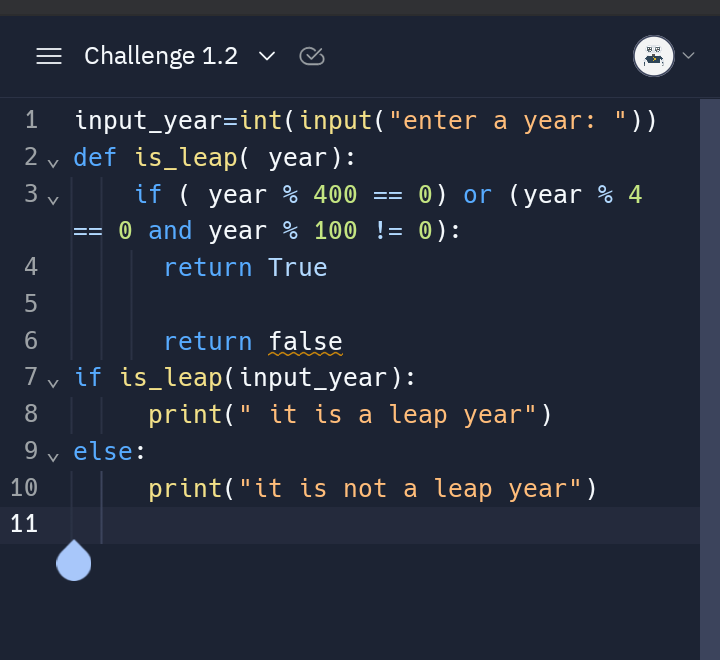 Challenge 1.2
1 input_year=int(input("enter a year: "))
2 def is_leap( year):
3 if ( year % 400 == 0) or (year % 4
== 0 and year % 100 != 0):
4 return True
5
6 return false
7 if is_leap(input_year):
8 print(" it is a leap year")
9 else:
10 print("it is not a leap year")
11